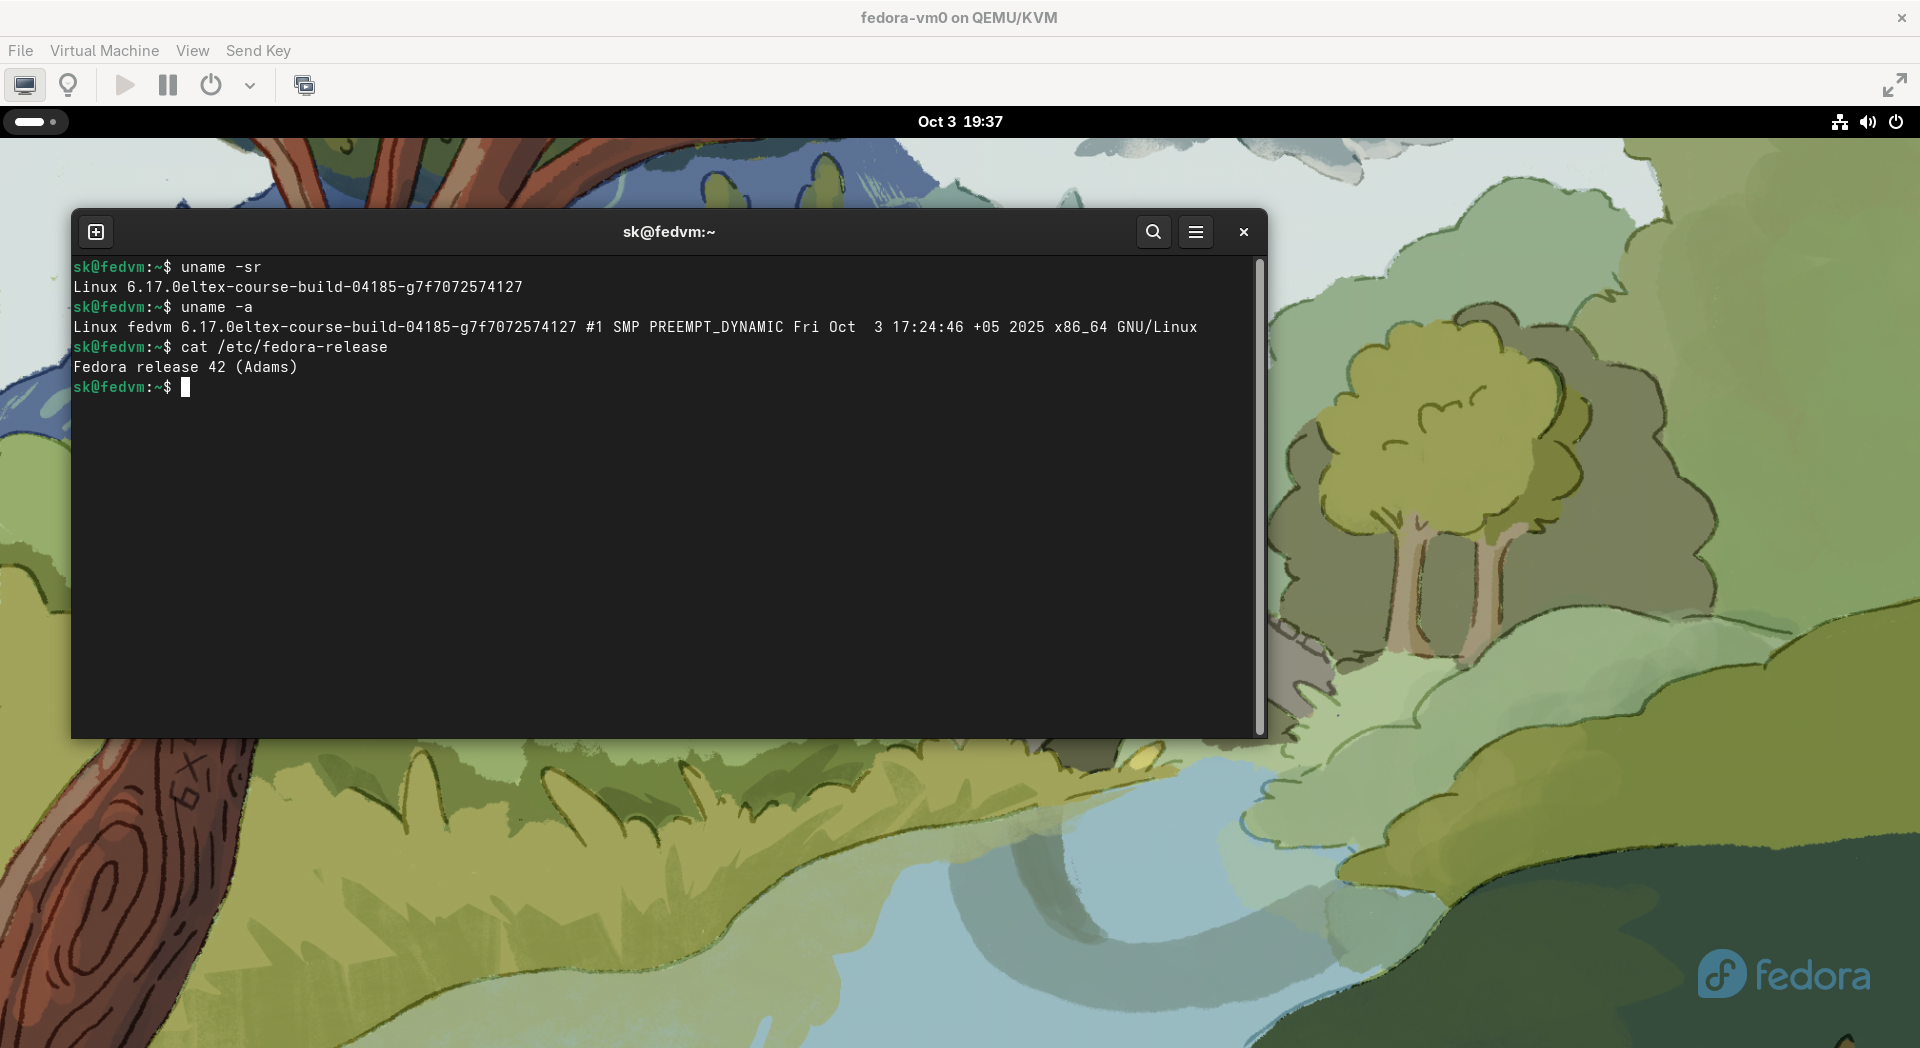 fedora-vm0 on QEMU/KVM
File Virtual Machine View Send Key
Oct 3 19:37
sk@fedvm:~
sk@fedvm:~$ uname -sr
Linux 6.17.0eltex-course-build-04185-g7f7072574127
sk@fedvm:~$ uname -a
Linux fedvm 6.17.0eltex-course-build-04185-g7f7072574127 #1 SMP PREEMPT_DYNAMIC Fri Oct  3 17:24:46 +05 2025 x86_64 GNU/Linux
sk@fedvm:~$ cat /etc/fedora-release
Fedora release 42 (Adams)
sk@fedvm:~$
fedora